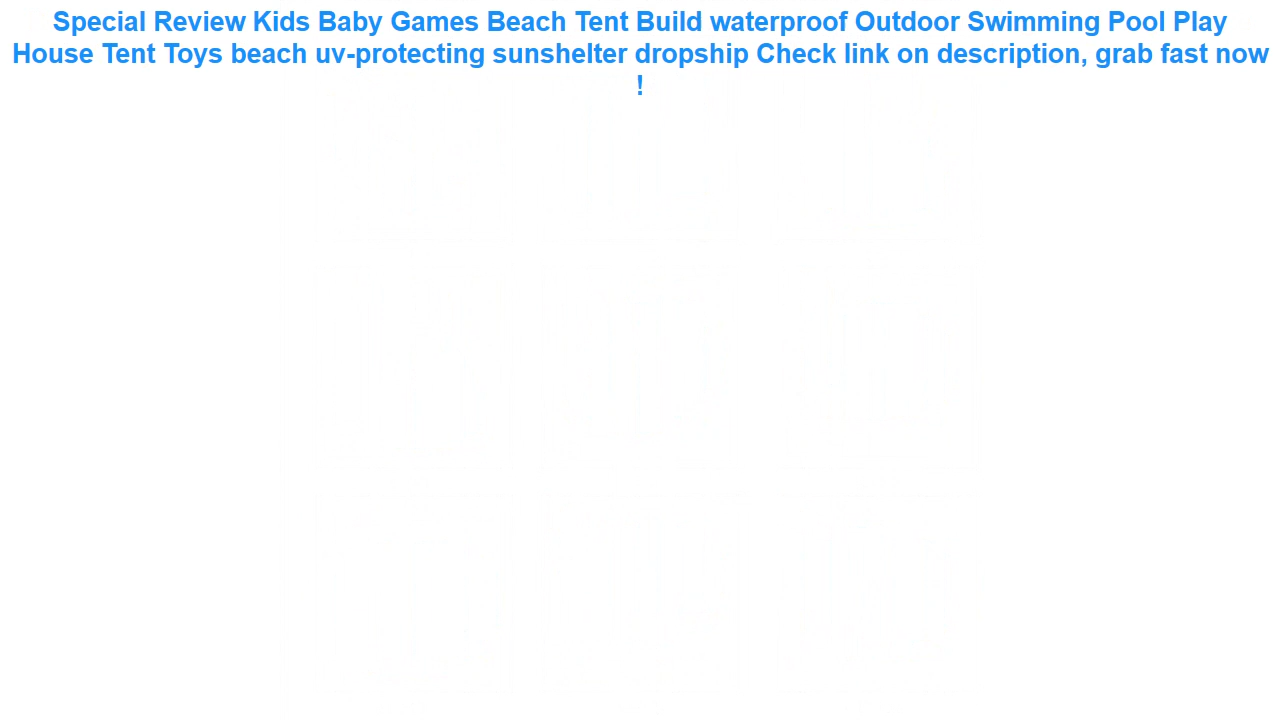 Special Review Kids Baby Games Beach Tent Build waterproof Outdoor Swimming Pool Play
House Tent Toys beach uv-protecting sunshelter dropship Check link on description, grab fast now
!